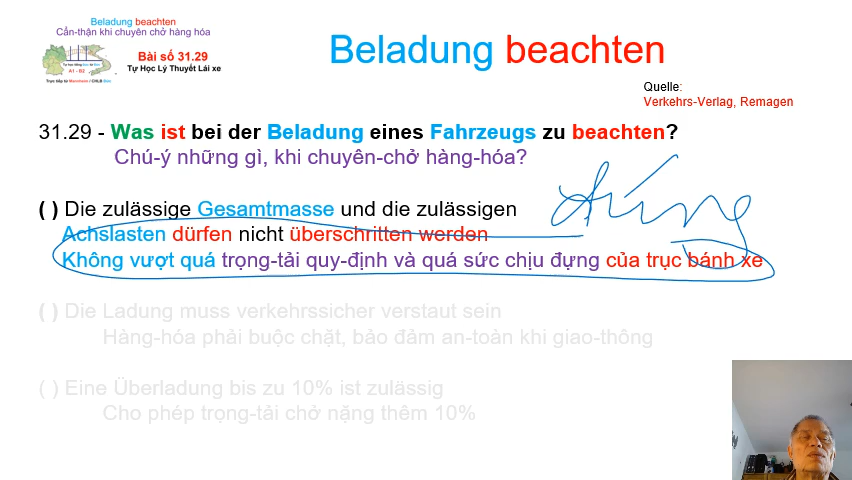 Beladung beachten
Cẩn-thận khi chuyên chở hàng hóa
Bài số 31.29
Tự Học Lý Thuyết Lái xe
A1 - B2
Beladung beachten
Quelle:
Verkehrs-Verlag, Remagen
31.29 - Was ist bei der Beladung eines Fahrzeugs zu beachten?
Chú-ý những gì, khi chuyên-chở hàng-hóa?
( ) Die zulässige Gesamtmasse und die zulässigen
Achslasten dürfen nicht überschritten werden
Không vượt quá trọng-tải quy-định và quá sức chịu đựng của trục bánh xe
đúng
( ) Die Ladung muss verkehrssicher verstaut sein
Hàng-hóa phải buộc chặt, bảo đảm an-toàn khi giao-thông
( ) Eine Überladung bis zu 10% ist zulässig
Cho phép trọng-tải chở nặng thêm 10%